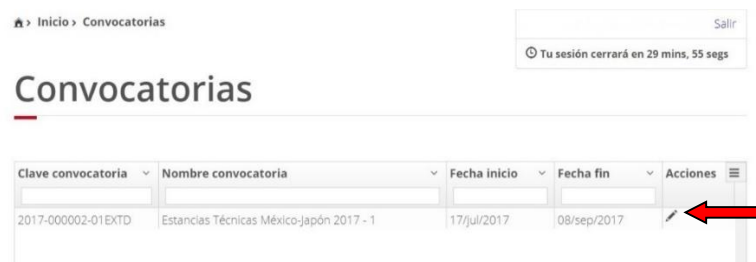 > Inicio > Convocatorias
Salir
Tu sesión cerrará en 29 mins, 55 segs
Convocatorias
Clave convocatoria Nombre convocatoria Fecha inicio Fecha fin Acciones
2017-000002-01EXTD Estancias Técnicas México-Japón 2017 - 1 17/jul/2017 08/sep/2017